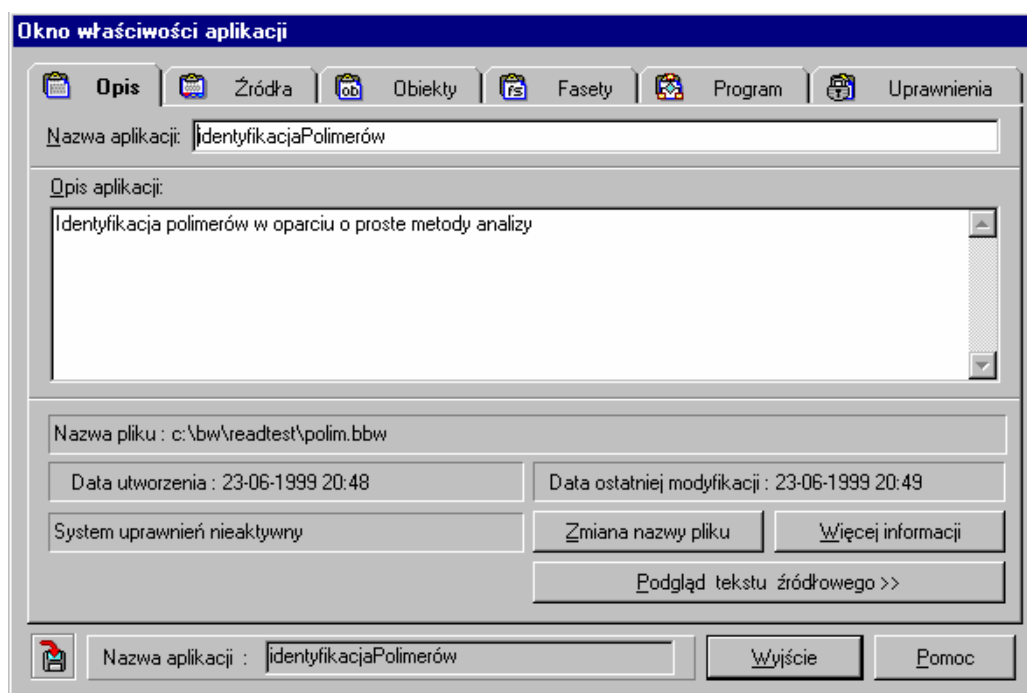 Okno właściwości aplikacji
Opis Źródła ob Obiekty fs Fasety Program Uprawnienia
Nazwa aplikacji: identyfikacjaPolimerów
Opis aplikacji:
Identyfikacja polimerów w oparciu o proste metody analizy
Nazwa pliku : c:\bw\readtest\polim.bbw
Data utworzenia : 23-06-1999 20:48 Data ostatniej modyfikacji : 23-06-1999 20:49
System uprawnień nieaktywny Zmiana nazwy pliku Więcej informacji
Podgląd tekstu źródłowego >>
Nazwa aplikacji : identyfikacjaPolimerów Wyjście Pomoc